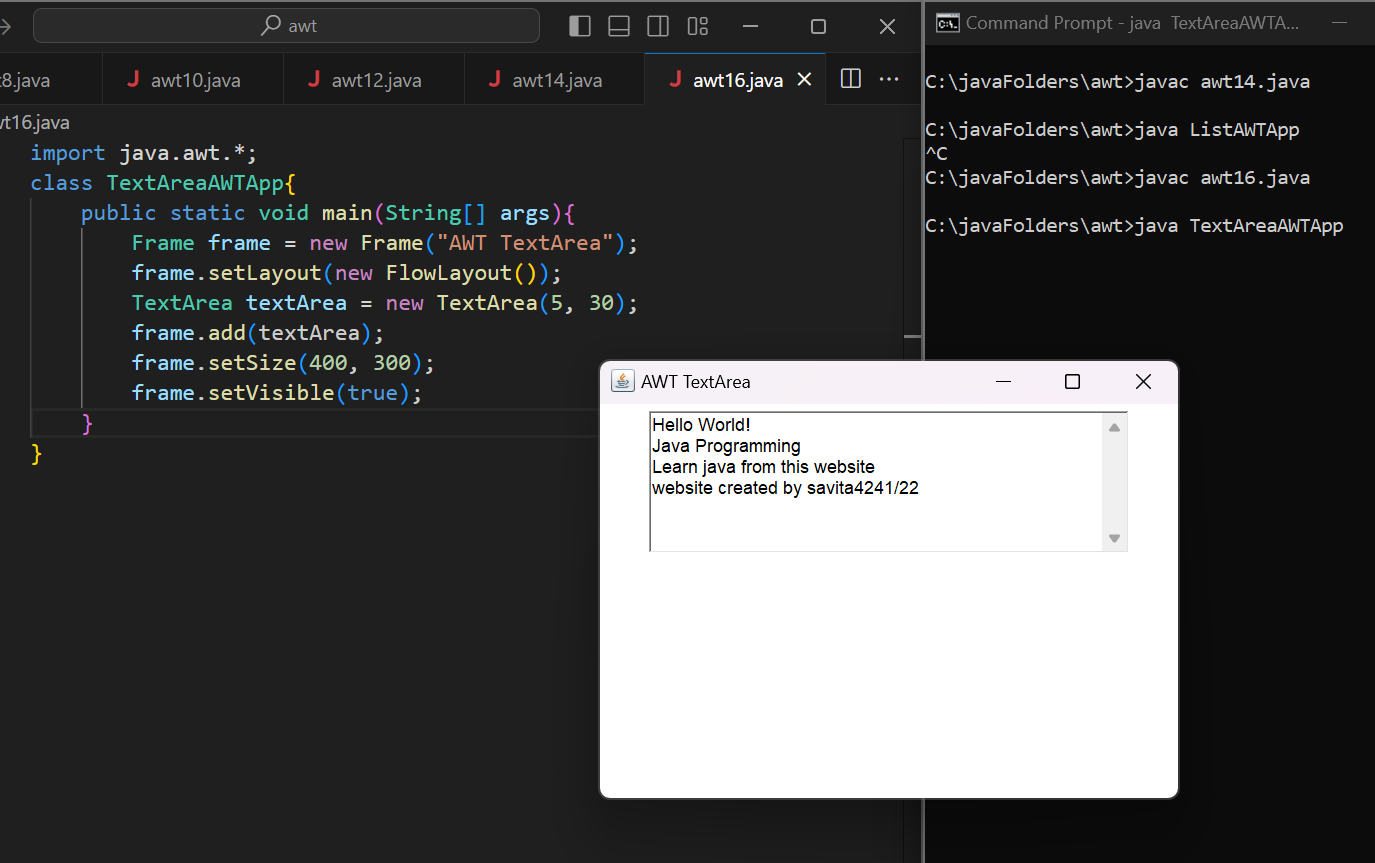 awt
8.java
J awt10.java
J awt12.java
J awt14.java
J awt16.java
t16.java
import java.awt.*;
class TextAreaAWTApp{
    public static void main(String[] args){
        Frame frame = new Frame("AWT TextArea");
        frame.setLayout(new FlowLayout());
        TextArea textArea = new TextArea(5, 30);
        frame.add(textArea);
        frame.setSize(400, 300);
        frame.setVisible(true);
    }
}
Command Prompt - java  TextAreaAWTA...
C:\javaFolders\awt>javac awt14.java
C:\javaFolders\awt>java ListAWTApp
^C
C:\javaFolders\awt>javac awt16.java
C:\javaFolders\awt>java TextAreaAWTApp
AWT TextArea
Hello World!
Java Programming
Learn java from this website
website created by savita4241/22